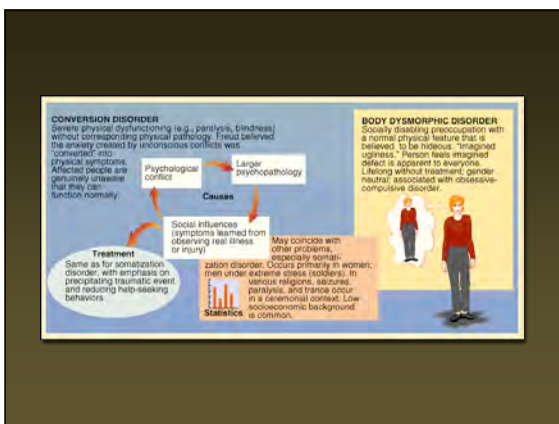 CONVERSION DISORDER
Severe physical dysfunctioning (e.g., paralysis, blindness)
without corresponding physical pathology. Freud believed
the anxiety created by unconscious conflicts was
"converted" into
physical symptoms.
Affected people are
genuinely unaware
that they can
function normally.
Psychological
conflict
Larger
psychopathology
Causes
Social influences
(symptoms learned from
observing real illness
or injury)
Treatment
Same as for somatization
disorder, with emphasis on
precipitating traumatic event
and reducing help-seeking
behaviors
May coincide with
other problems,
especially somati-
zation disorder. Occurs primarily in women;
men under extreme stress (soldiers). In
various religions, seizures,
paralysis, and trance occur
in a ceremonial context. Low
socioeconomic background
is common.
Statistics
BODY DYSMORPHIC DISORDER
Socially disabling preoccupation with
a normal physical feature that is
believed to be hideous. "Imagined
ugliness." Person feels imagined
defect is apparent to everyone.
Lifelong without treatment; gender
neutral; associated with obsessive-
compulsive disorder.